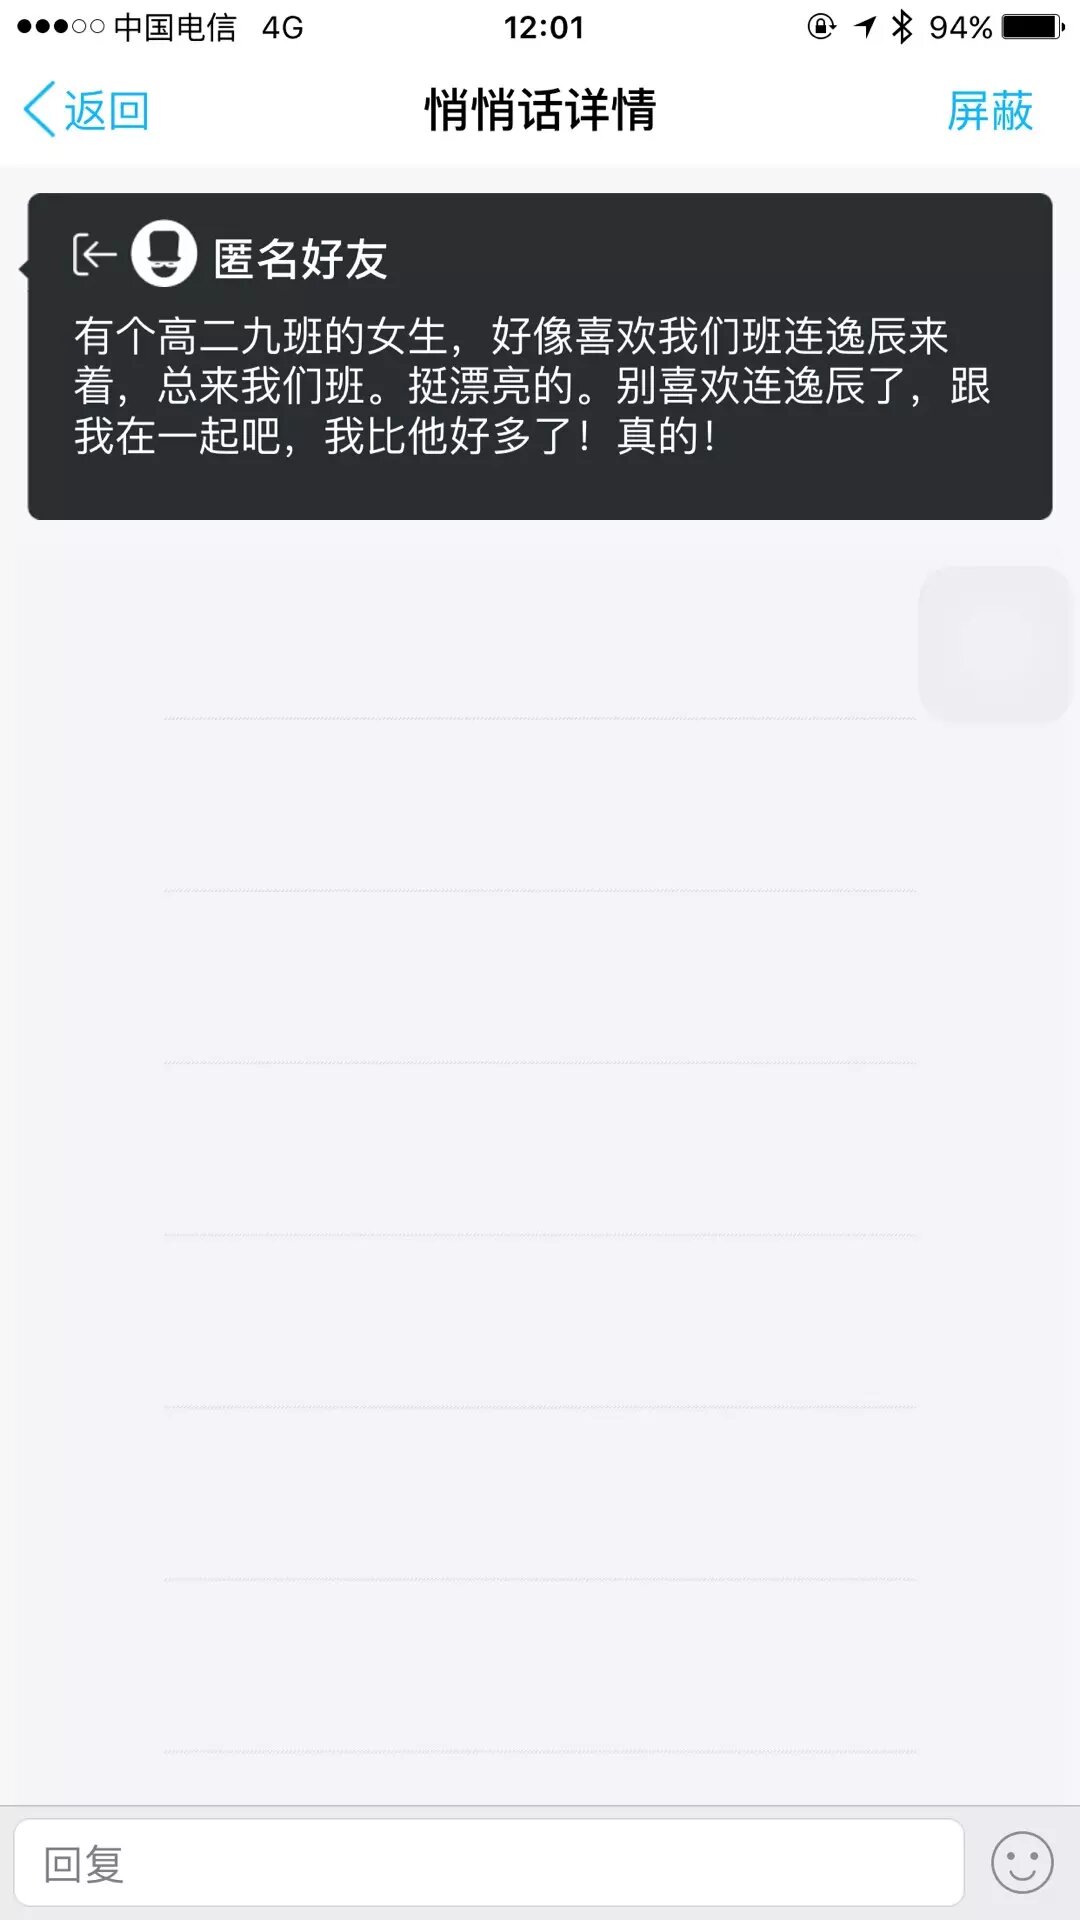 中国电信 4G 12:01 94%
返回 悄悄话详情 屏蔽
匿名好友
有个高二九班的女生，好像喜欢我们班连逸辰来
着，总来我们班。挺漂亮的。别喜欢连逸辰了，跟
我在一起吧，我比他好多了！真的！
回复